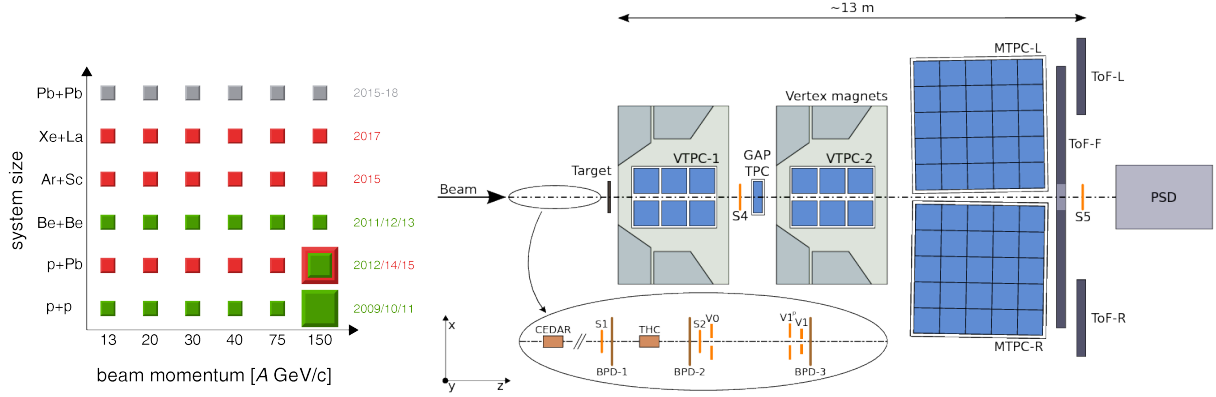 system size
Pb+Pb
2015-18
Xe+La
2017
Ar+Sc
2015
Be+Be
2011/12/13
p+Pb
2012/14/15
p+p
2009/10/11
13 20 30 40 75 150
beam momentum [A GeV/c]
~13 m
MTPC-L
ToF-L
Vertex magnets
ToF-F
VTPC-1
GAP
TPC
VTPC-2
Target
Beam
S4
S5
PSD
ToF-R
MTPC-R
x
y
z
CEDAR
S1
BPD-1
THC
S2
V0
BPD-2
V1ᵖ
V1
BPD-3